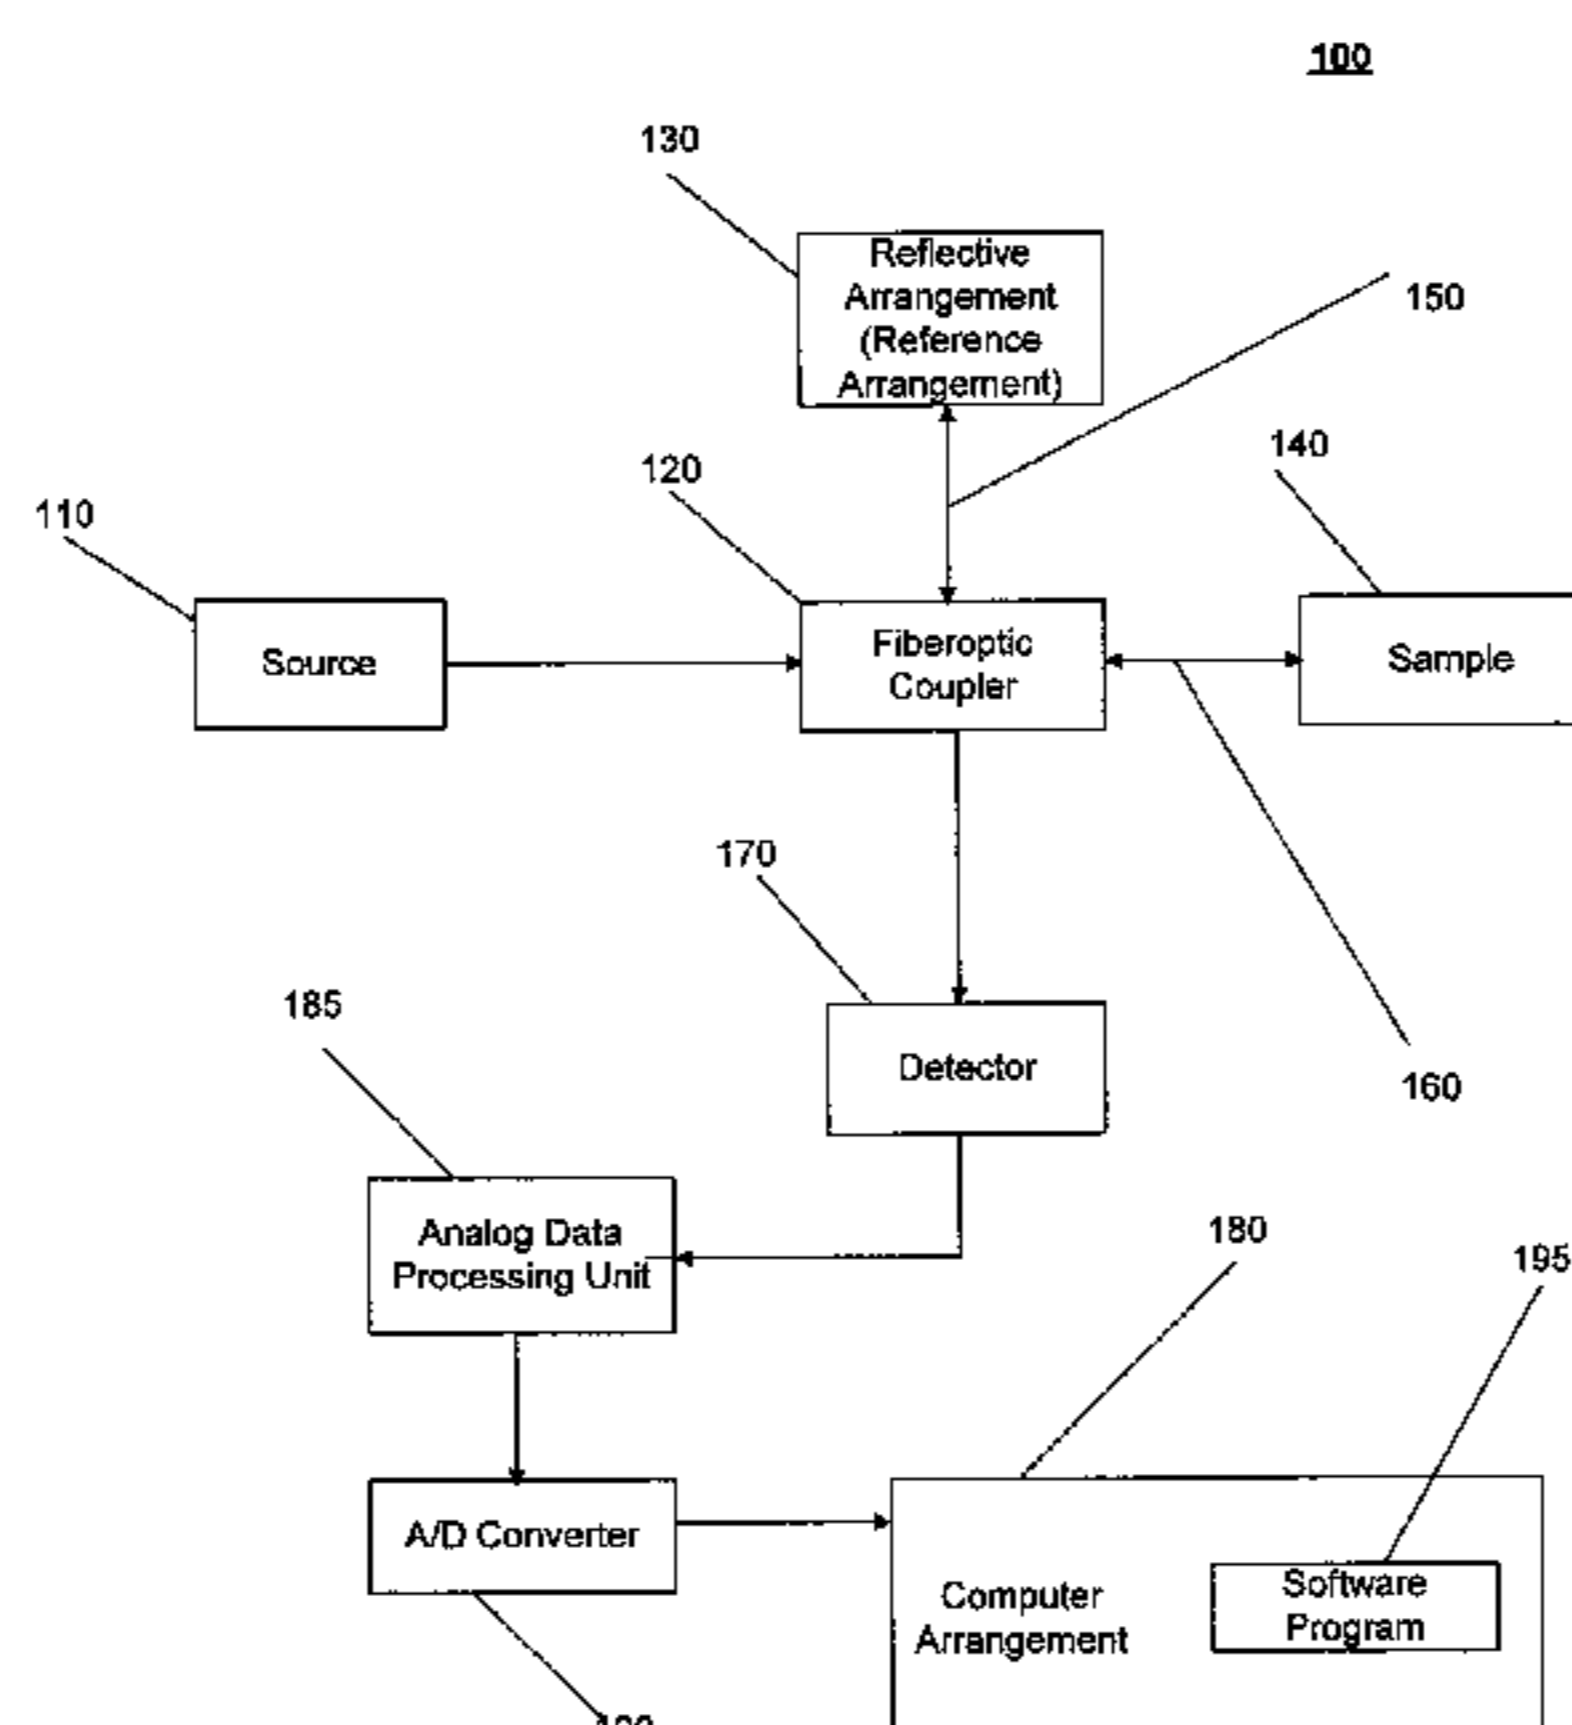 100
130
Reflective
Arrangement
(Reference
Arrangement)
150
140
120
110
Fiberoptic
Coupler
Source
Sample
170
185
Detector
160
Analog Data
Processing Unit
180
195
A/D Converter
Computer
Arrangement
Software
Program